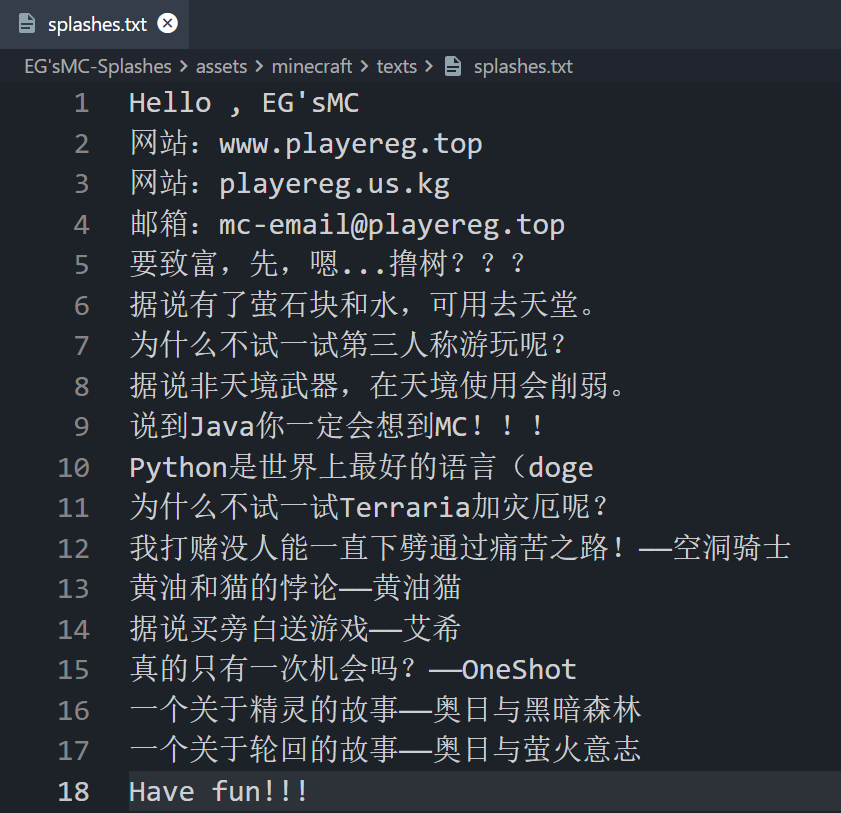 splashes.txt
EG'sMC-Splashes > assets > minecraft > texts > splashes.txt
1 Hello , EG'sMC
2 网站：www.playereg.top
3 网站：playereg.us.kg
4 邮箱：mc-email@playereg.top
5 要致富，先，嗯...撸树？？？
6 据说有了萤石块和水，可用去天堂。
7 为什么不试一试第三人称游玩呢？
8 据说非天境武器，在天境使用会削弱。
9 说到Java你一定会想到MC！！！
10 Python是世界上最好的语言（doge
11 为什么不试一试Terraria加灾厄呢？
12 我打赌没人能一直下劈通过痛苦之路！——空洞骑士
13 黄油和猫的悖论——黄油猫
14 据说买旁白送游戏——艾希
15 真的只有一次机会吗？——OneShot
16 一个关于精灵的故事——奥日与黑暗森林
17 一个关于轮回的故事——奥日与萤火意志
18 Have fun!!!